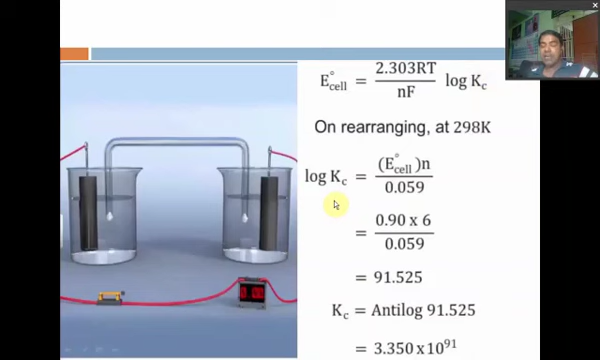 E°cell = 2.303RT/nF log Kc
On rearranging, at 298K
log Kc = (E°cell)n/0.059
= 0.90 x 6/0.059
= 91.525
Kc = Antilog 91.525
= 3.350 x 10^91